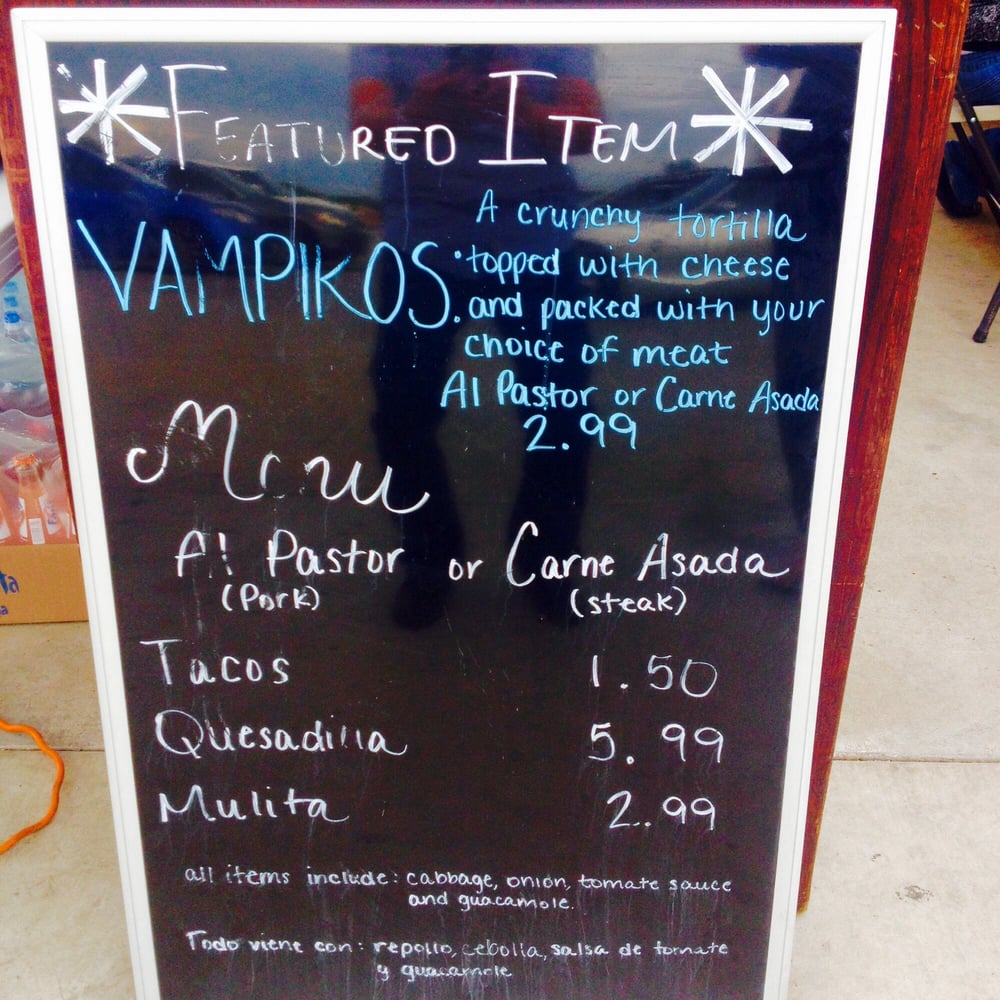 FEATURED ITEM
VAMPIKOS
A crunchy tortilla
topped with cheese
and packed with your
choice of meat
Al Pastor or Carne Asada
2.99
Menu
Al Pastor or Carne Asada
(Pork) (steak)
Tacos 1.50
Quesadilla 5.99
Mulita 2.99
all items include: cabbage, onion, tomate sauce
and guacamole.
Todo viene con: repollo, cebolla, salsa de tomate
y guacamole